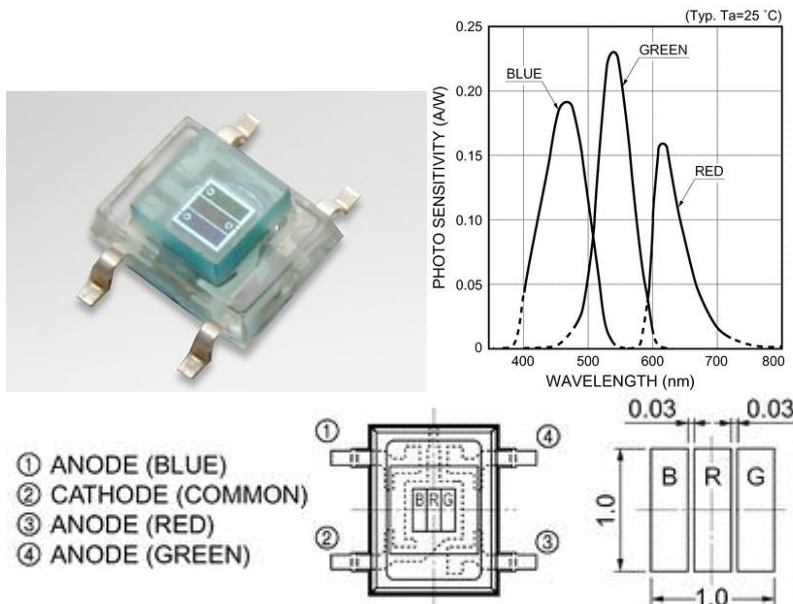 (Typ. Ta=25 ˚C)
0.25
0.20
0.15
0.10
0.05
0
PHOTO SENSITIVITY (A/W)
BLUE
GREEN
RED
400 500 600 700 800
WAVELENGTH (nm)
① ANODE (BLUE)
② CATHODE (COMMON)
③ ANODE (RED)
④ ANODE (GREEN)
① ④
B R G
② ③
0.03 0.03
B R G
1.0
1.0